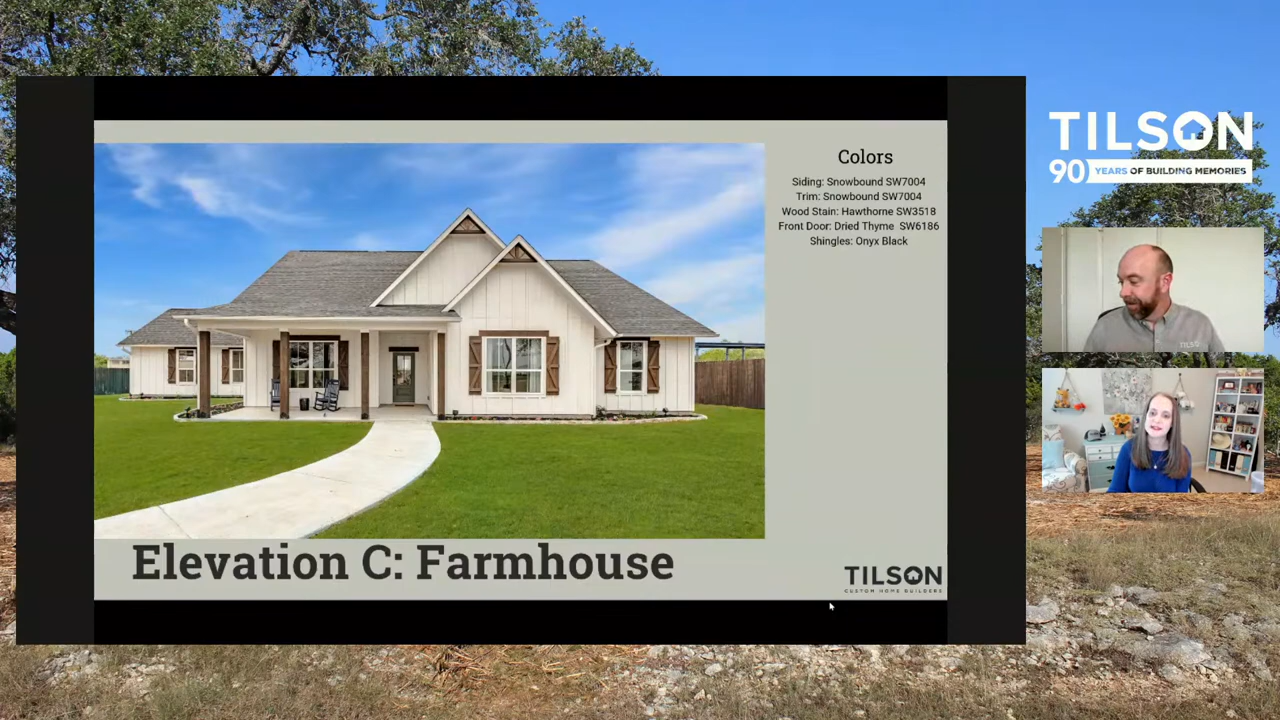 Colors
Siding: Snowbound SW7004
Trim: Snowbound SW7004
Wood Stain: Hawthorne SW3518
Front Door: Dried Thyme SW6186
Shingles: Onyx Black
Elevation C: Farmhouse
TILSON
CUSTOM HOME BUILDERS
TILSON
90 YEARS OF BUILDING MEMORIES